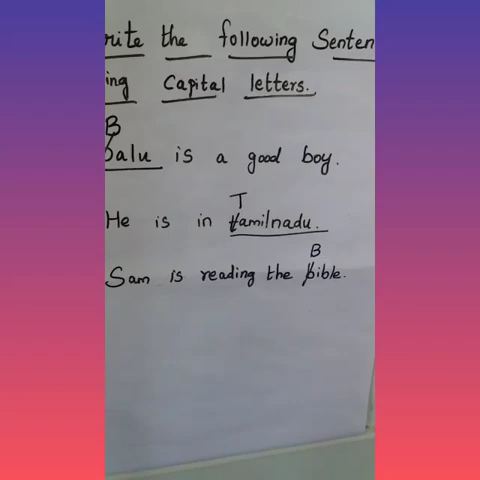 rite the following Senten
ing Capital letters.
B
balu is a good boy.
T
He is in tamilnadu.
B
Sam is reading the bible.